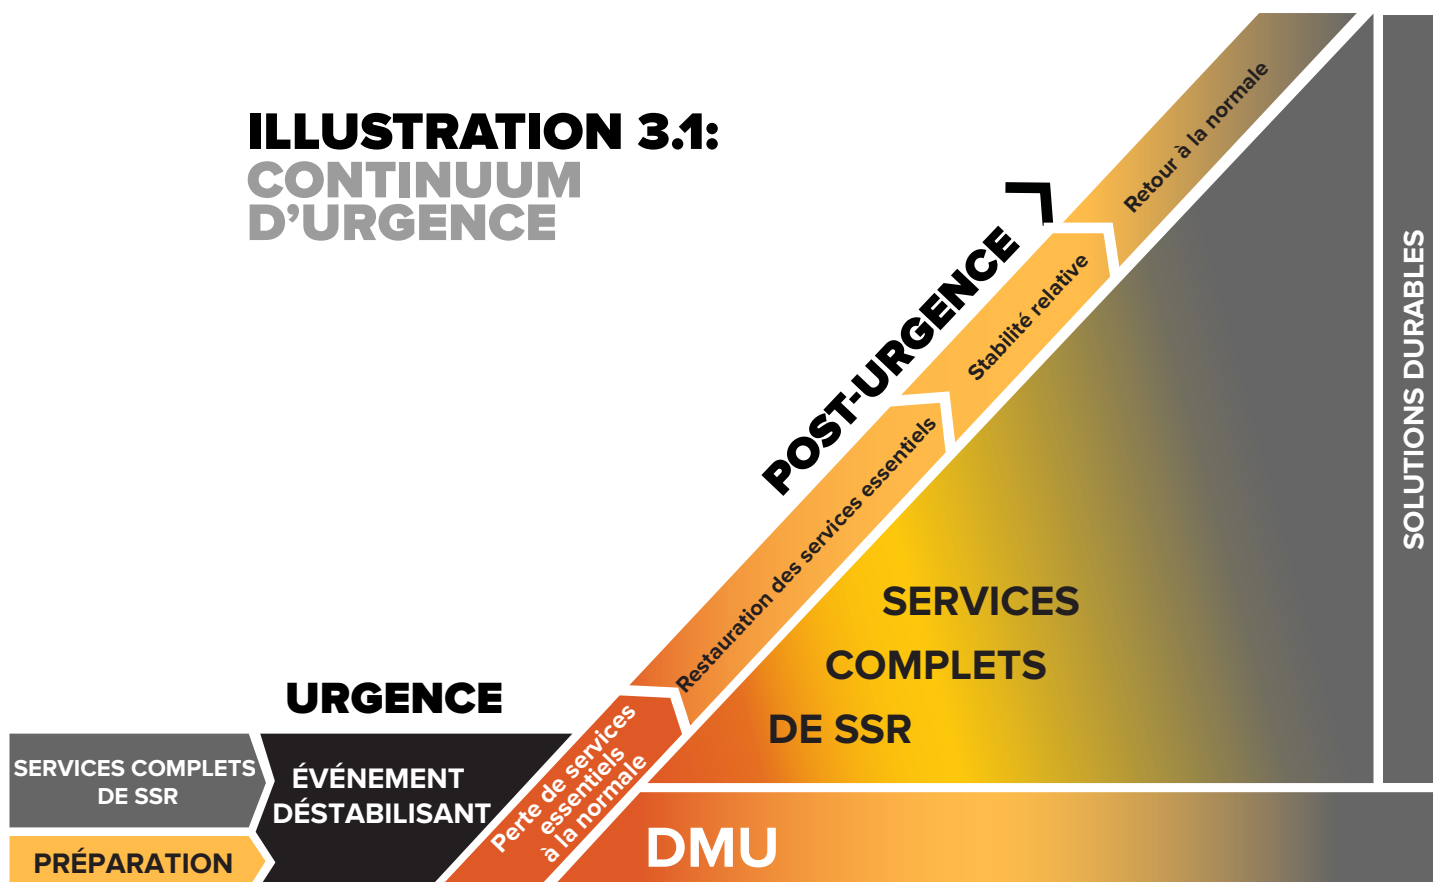 ILLUSTRATION 3.1:
CONTINUUM
D’URGENCE
URGENCE
SERVICES COMPLETS
DE SSR
PRÉPARATION
ÉVÉNEMENT
DÉSTABILISANT
Perte de services
essentiels
à la normale
Restauration des services essentiels
Stabilité relative
Retour à la normale
POST-URGENCE
SERVICES
COMPLETS
DE SSR
DMU
SOLUTIONS DURABLES